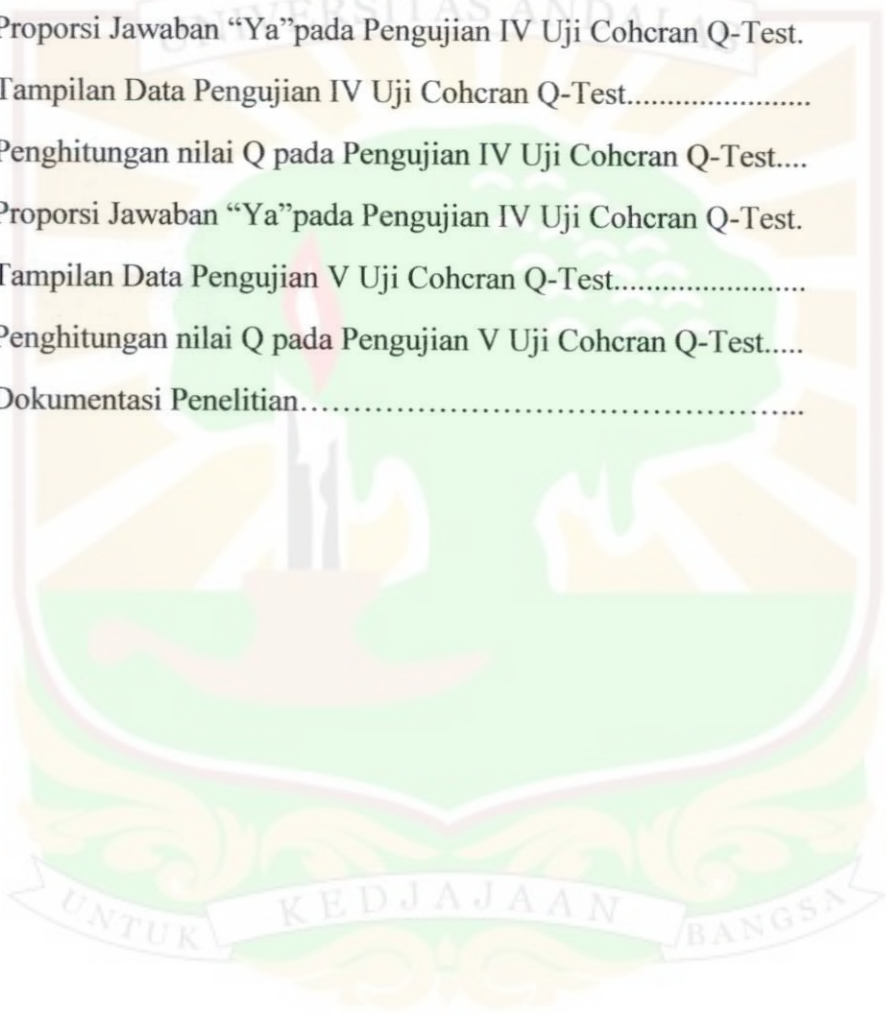 UNIVERSITAS ANDALAS
Proporsi Jawaban “Ya”pada Pengujian IV Uji Cohcran Q-Test.
Tampilan Data Pengujian IV Uji Cohcran Q-Test.......................
Penghitungan nilai Q pada Pengujian IV Uji Cohcran Q-Test....
Proporsi Jawaban “Ya”pada Pengujian IV Uji Cohcran Q-Test.
Tampilan Data Pengujian V Uji Cohcran Q-Test........................
Penghitungan nilai Q pada Pengujian V Uji Cohcran Q-Test.....
Dokumentasi Penelitian…………………………………………………..
UNTUK KEDJAJAAN BANGSA